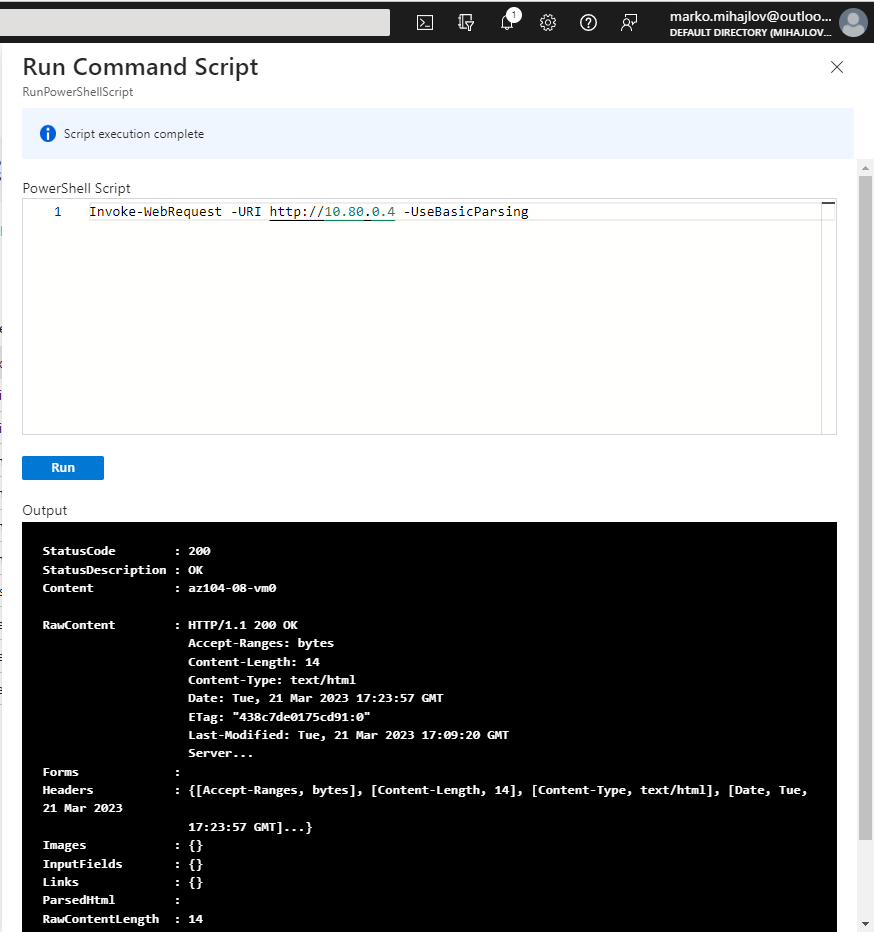 1
marko.mihajlov@outloo...
DEFAULT DIRECTORY (MIHAJLOV...
Run Command Script
RunPowerShellScript
Script execution complete
PowerShell Script
1 Invoke-WebRequest -URI http://10.80.0.4 -UseBasicParsing
Run
Output
StatusCode : 200
StatusDescription : OK
Content : az104-08-vm0
RawContent : HTTP/1.1 200 OK
Accept-Ranges: bytes
Content-Length: 14
Content-Type: text/html
Date: Tue, 21 Mar 2023 17:23:57 GMT
ETag: "438c7de0175cd91:0"
Last-Modified: Tue, 21 Mar 2023 17:09:20 GMT
Server...
Forms :
Headers : {[Accept-Ranges, bytes], [Content-Length, 14], [Content-Type, text/html], [Date, Tue,
21 Mar 2023
17:23:57 GMT]...}
Images : {}
InputFields : {}
Links : {}
ParsedHtml :
RawContentLength : 14